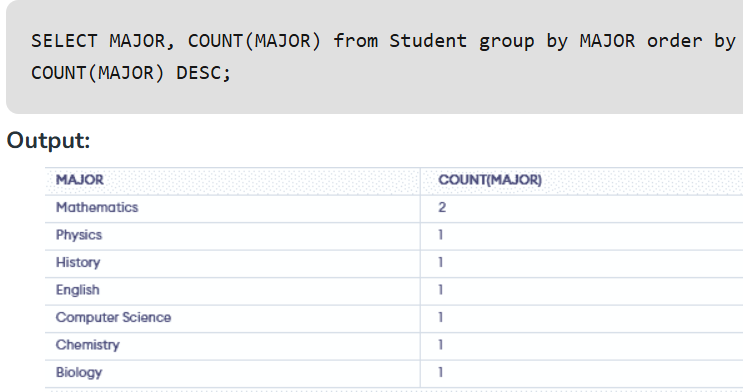 SELECT MAJOR, COUNT(MAJOR) from Student group by MAJOR order by
COUNT(MAJOR) DESC;
Output:
MAJOR COUNT(MAJOR)
Mathematics 2
Physics 1
History 1
English 1
Computer Science 1
Chemistry 1
Biology 1